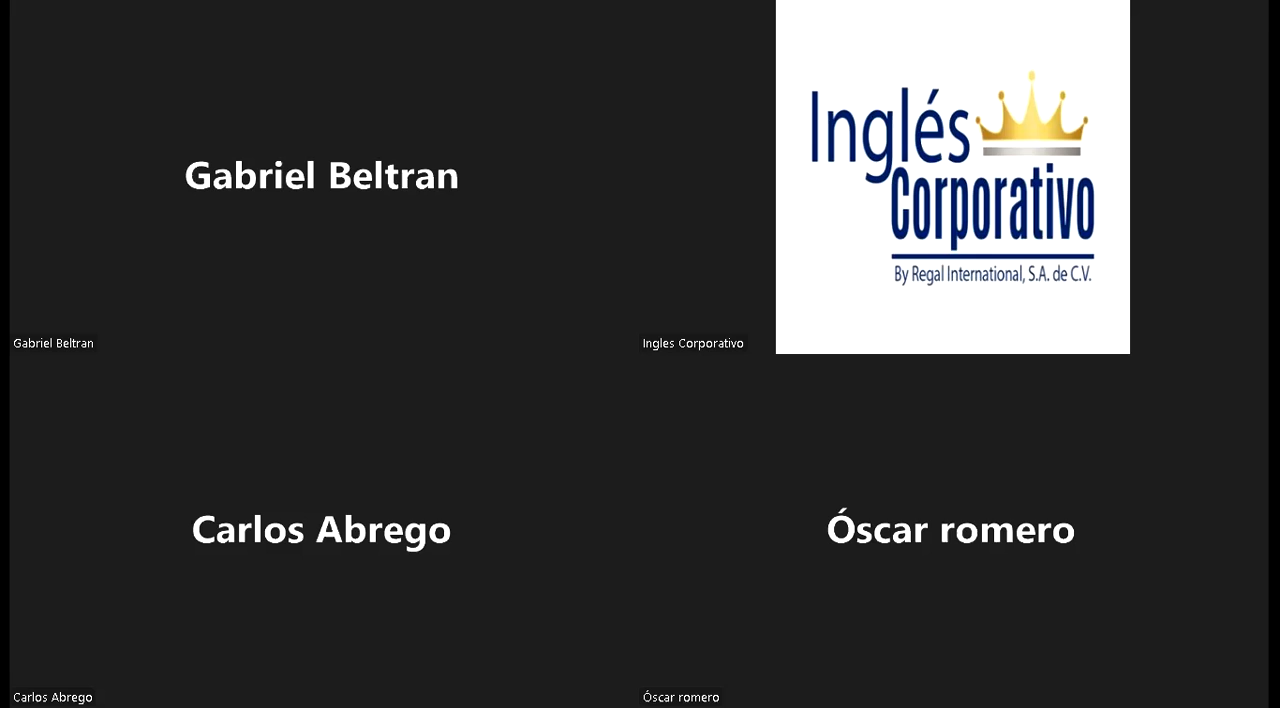 Gabriel Beltran
Gabriel Beltran
Inglés
Corporativo
By Regal International, S.A. de C.V.
Ingles Corporativo
Carlos Abrego
Carlos Abrego
Óscar romero
Óscar romero